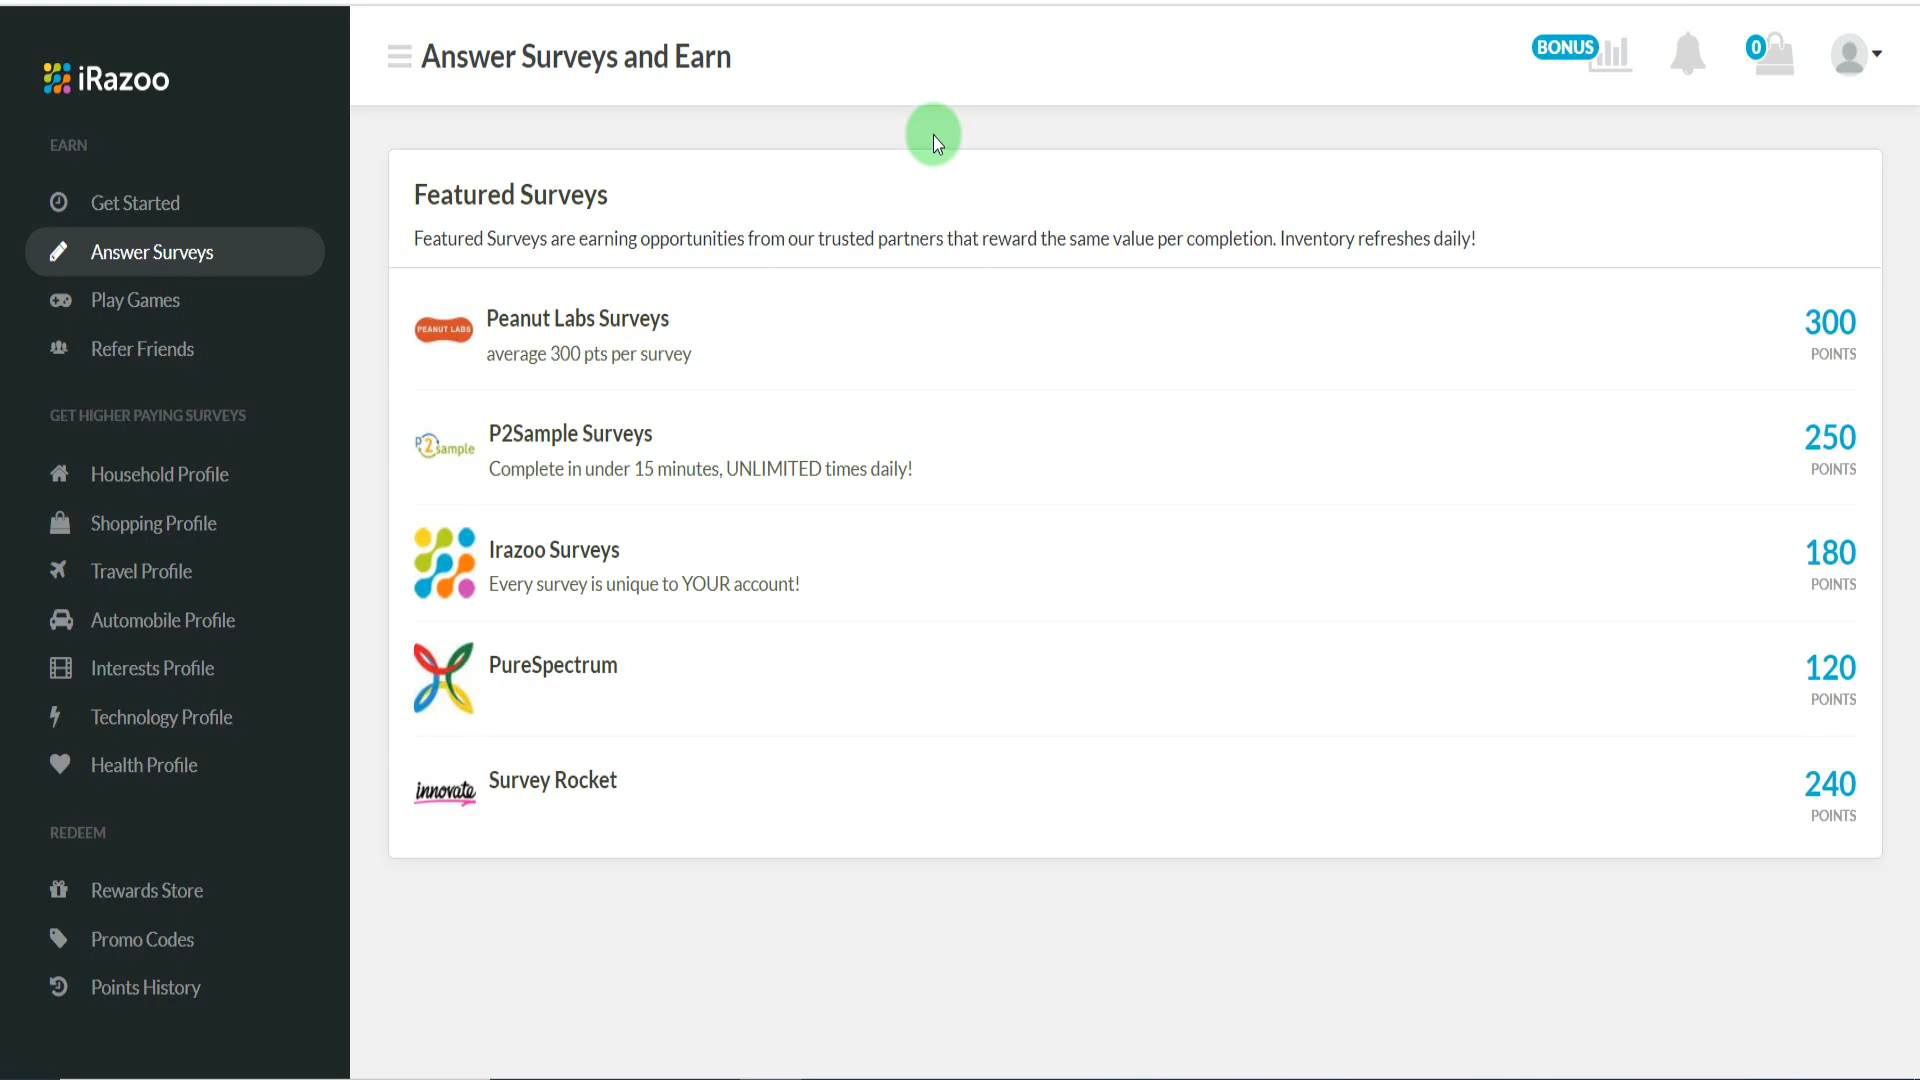 iRazoo
EARN
Get Started
Answer Surveys
Play Games
Refer Friends
GET HIGHER PAYING SURVEYS
Household Profile
Shopping Profile
Travel Profile
Automobile Profile
Interests Profile
Technology Profile
Health Profile
REDEEM
Rewards Store
Promo Codes
Points History
Answer Surveys and Earn
BONUS
0
Featured Surveys
Featured Surveys are earning opportunities from our trusted partners that reward the same value per completion. Inventory refreshes daily!
PEANUT LABS
Peanut Labs Surveys
average 300 pts per survey
300
POINTS
P2Sample
P2Sample Surveys
Complete in under 15 minutes, UNLIMITED times daily!
250
POINTS
Irazoo Surveys
Every survey is unique to YOUR account!
180
POINTS
PureSpectrum
120
POINTS
innovate
Survey Rocket
240
POINTS